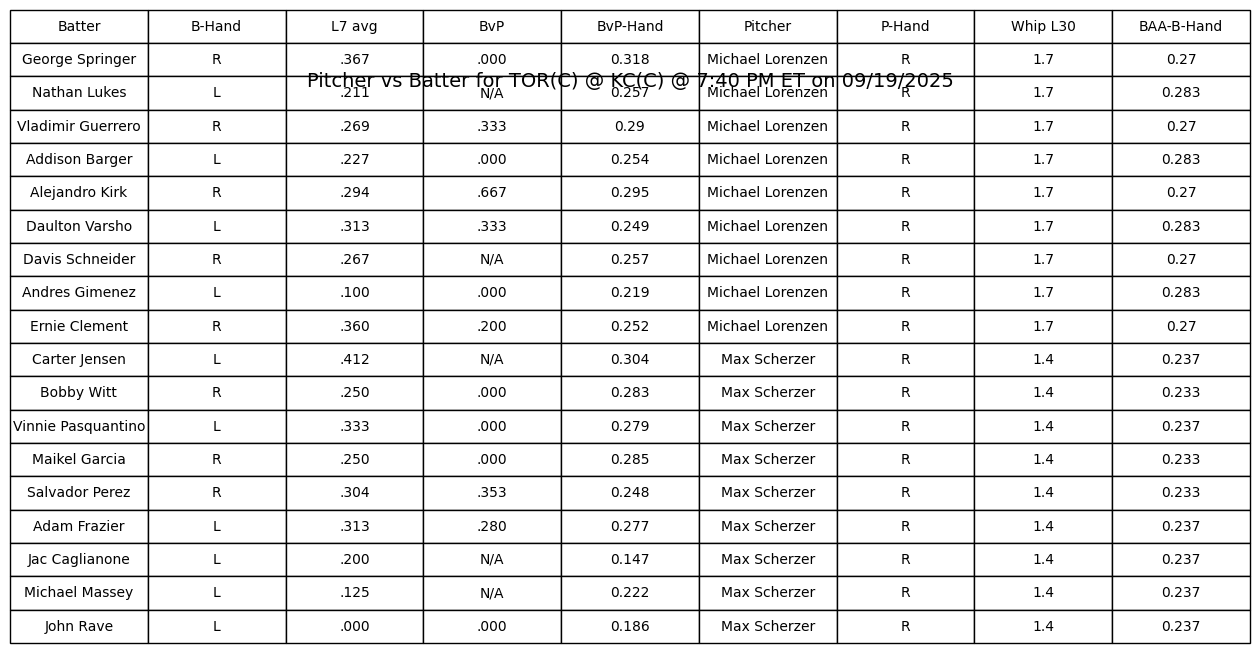 Batter B-Hand L7 avg BvP BvP-Hand Pitcher P-Hand Whip L30 BAA-B-Hand
George Springer R .367 .000 0.318 Michael Lorenzen R 1.7 0.27
Pitcher vs Batter for TOR(C) @ KC(C) @ 7:40 PM ET on 09/19/2025
Nathan Lukes L .211 N/A 0.257 Michael Lorenzen R 1.7 0.283
Vladimir Guerrero R .269 .333 0.29 Michael Lorenzen R 1.7 0.27
Addison Barger L .227 .000 0.254 Michael Lorenzen R 1.7 0.283
Alejandro Kirk R .294 .667 0.295 Michael Lorenzen R 1.7 0.27
Daulton Varsho L .313 .333 0.249 Michael Lorenzen R 1.7 0.283
Davis Schneider R .267 N/A 0.257 Michael Lorenzen R 1.7 0.27
Andres Gimenez L .100 .000 0.219 Michael Lorenzen R 1.7 0.283
Ernie Clement R .360 .200 0.252 Michael Lorenzen R 1.7 0.27
Carter Jensen L .412 N/A 0.304 Max Scherzer R 1.4 0.237
Bobby Witt R .250 .000 0.283 Max Scherzer R 1.4 0.233
Vinnie Pasquantino L .333 .000 0.279 Max Scherzer R 1.4 0.237
Maikel Garcia R .250 .000 0.285 Max Scherzer R 1.4 0.233
Salvador Perez R .304 .353 0.248 Max Scherzer R 1.4 0.233
Adam Frazier L .313 .280 0.277 Max Scherzer R 1.4 0.237
Jac Caglianone L .200 N/A 0.147 Max Scherzer R 1.4 0.237
Michael Massey L .125 N/A 0.222 Max Scherzer R 1.4 0.237
John Rave L .000 .000 0.186 Max Scherzer R 1.4 0.237